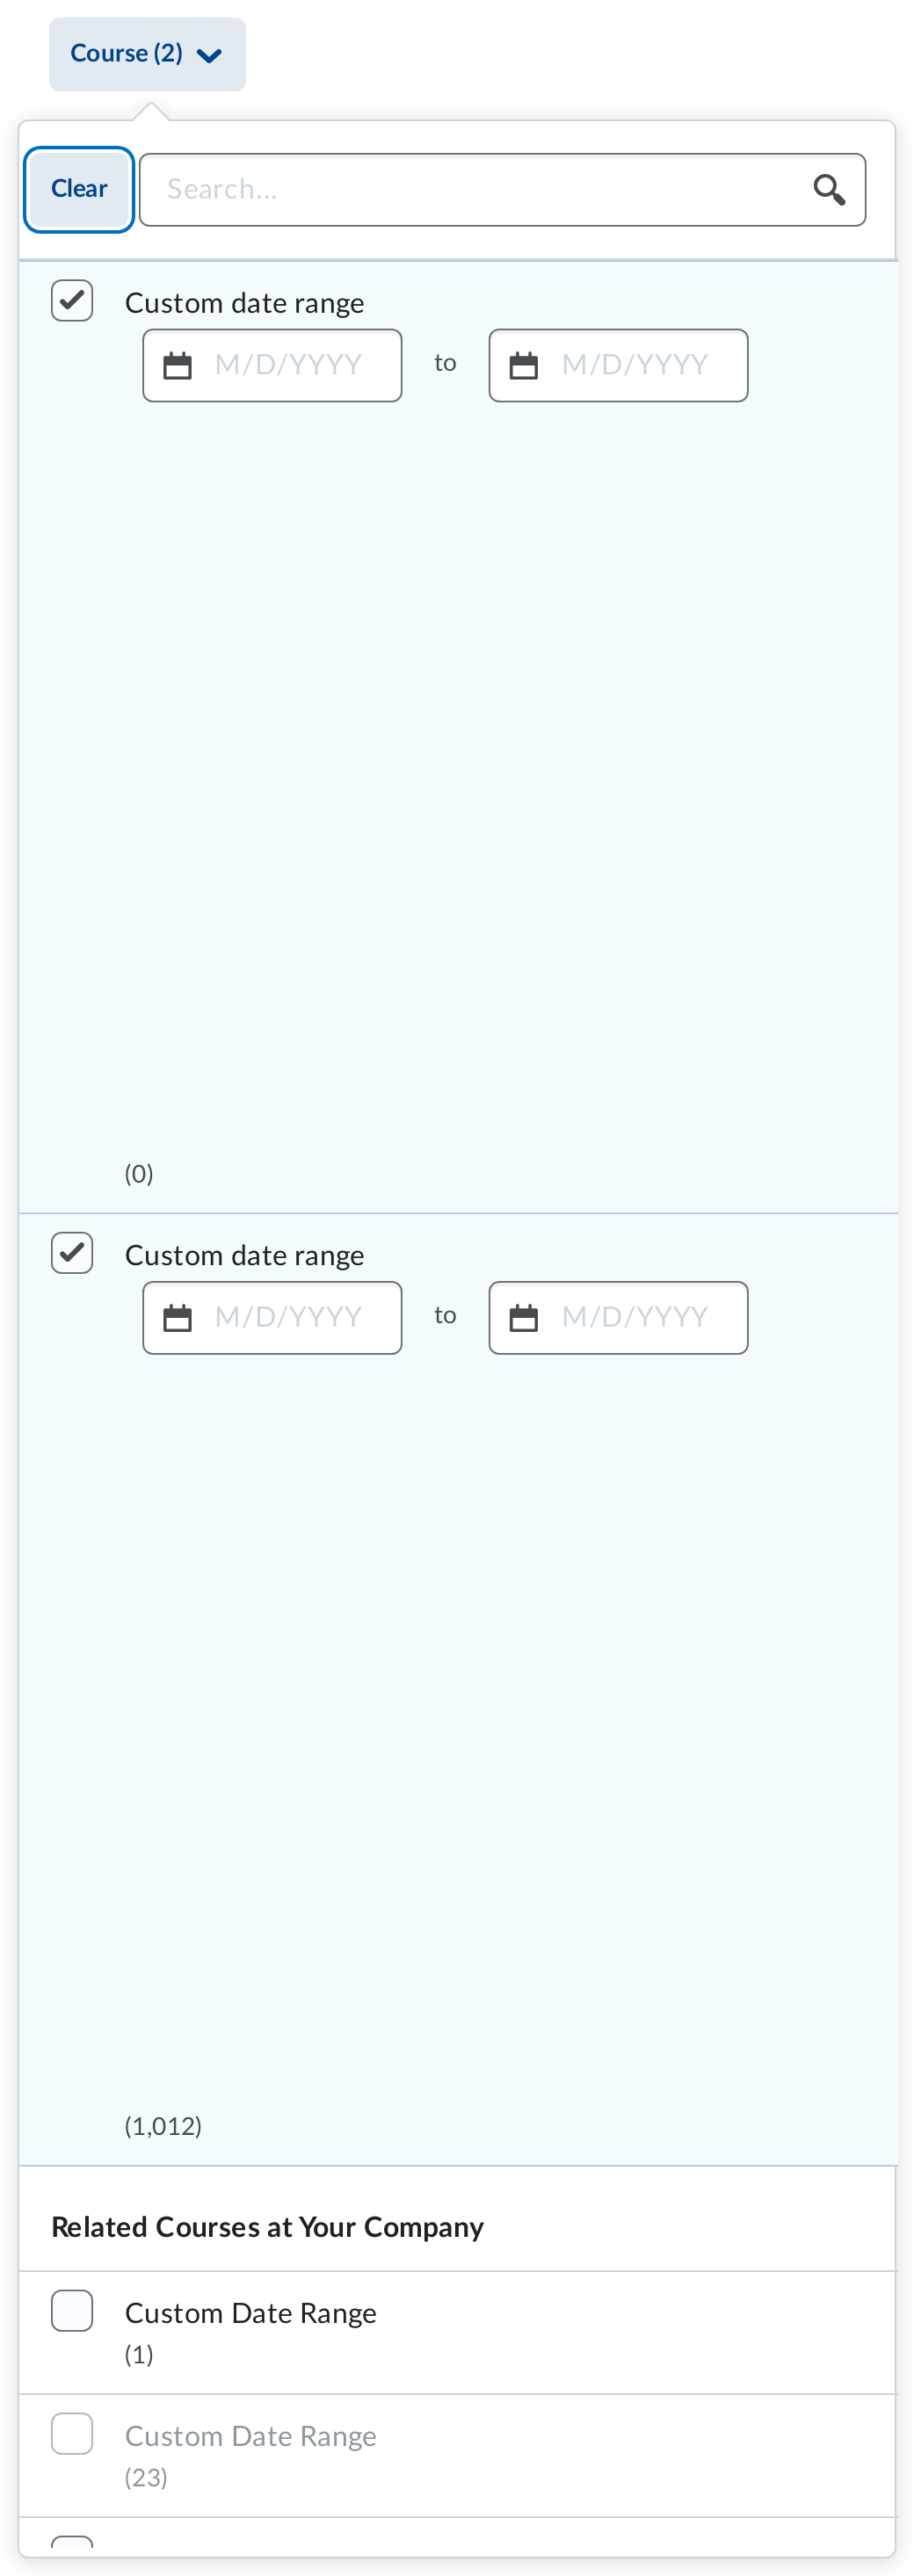 Course (2)
Clear
Search...
Custom date range
M/D/YYYY to M/D/YYYY
(0)
Custom date range
M/D/YYYY to M/D/YYYY
(1,012)
Related Courses at Your Company
Custom Date Range
(1)
Custom Date Range
(23)